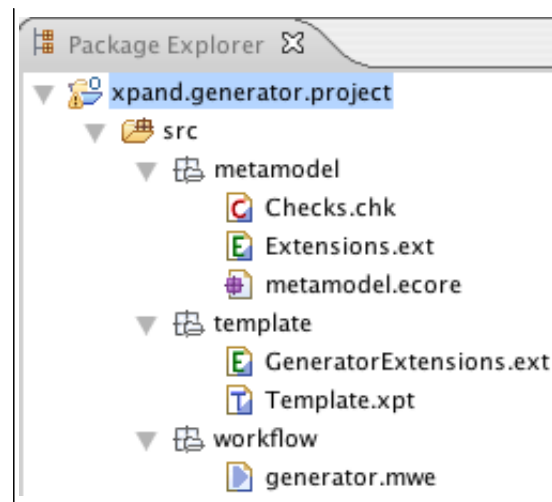 Package Explorer
xpand.generator.project
src
metamodel
Checks.chk
Extensions.ext
metamodel.ecore
template
GeneratorExtensions.ext
Template.xpt
workflow
generator.mwe